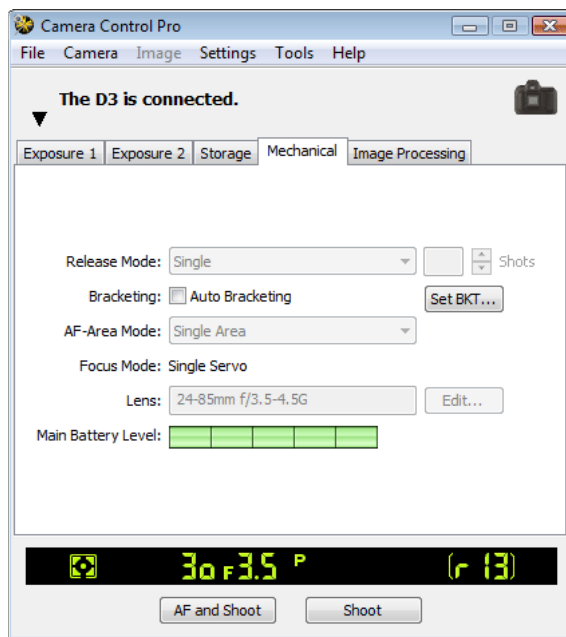 Camera Control Pro
File Camera Image Settings Tools Help
The D3 is connected.
Exposure 1 Exposure 2 Storage Mechanical Image Processing
Release Mode: Single Shots
Bracketing: Auto Bracketing Set BKT...
AF-Area Mode: Single Area
Focus Mode: Single Servo
Lens: 24-85mm f/3.5-4.5G Edit...
Main Battery Level:
30 F3.5 P (r 13)
AF and Shoot Shoot